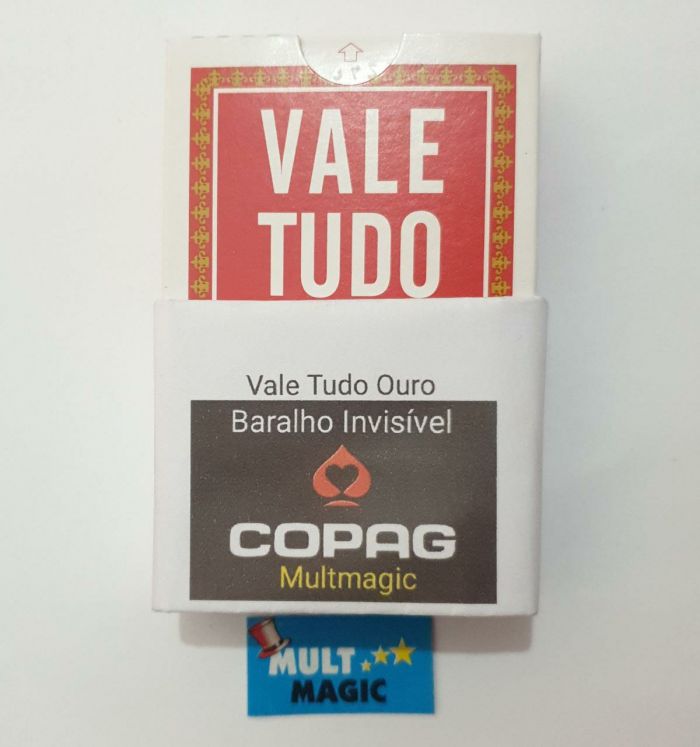 VALE
TUDO
Vale Tudo Ouro
Baralho Invisível
COPAG
Multmagic
MULT
MAGIC